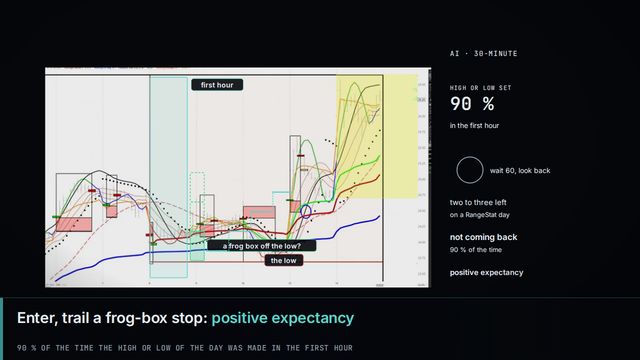 AI · 30-MINUTE
HIGH OR LOW SET
90 %
in the first hour
wait 60, look back
two to three left
on a RangeStat day
not coming back
90 % of the time
positive expectancy
first hour
a frog box off the low?
the low
Enter, trail a frog-box stop: positive expectancy
90 % OF THE TIME THE HIGH OR LOW OF THE DAY WAS MADE IN THE FIRST HOUR